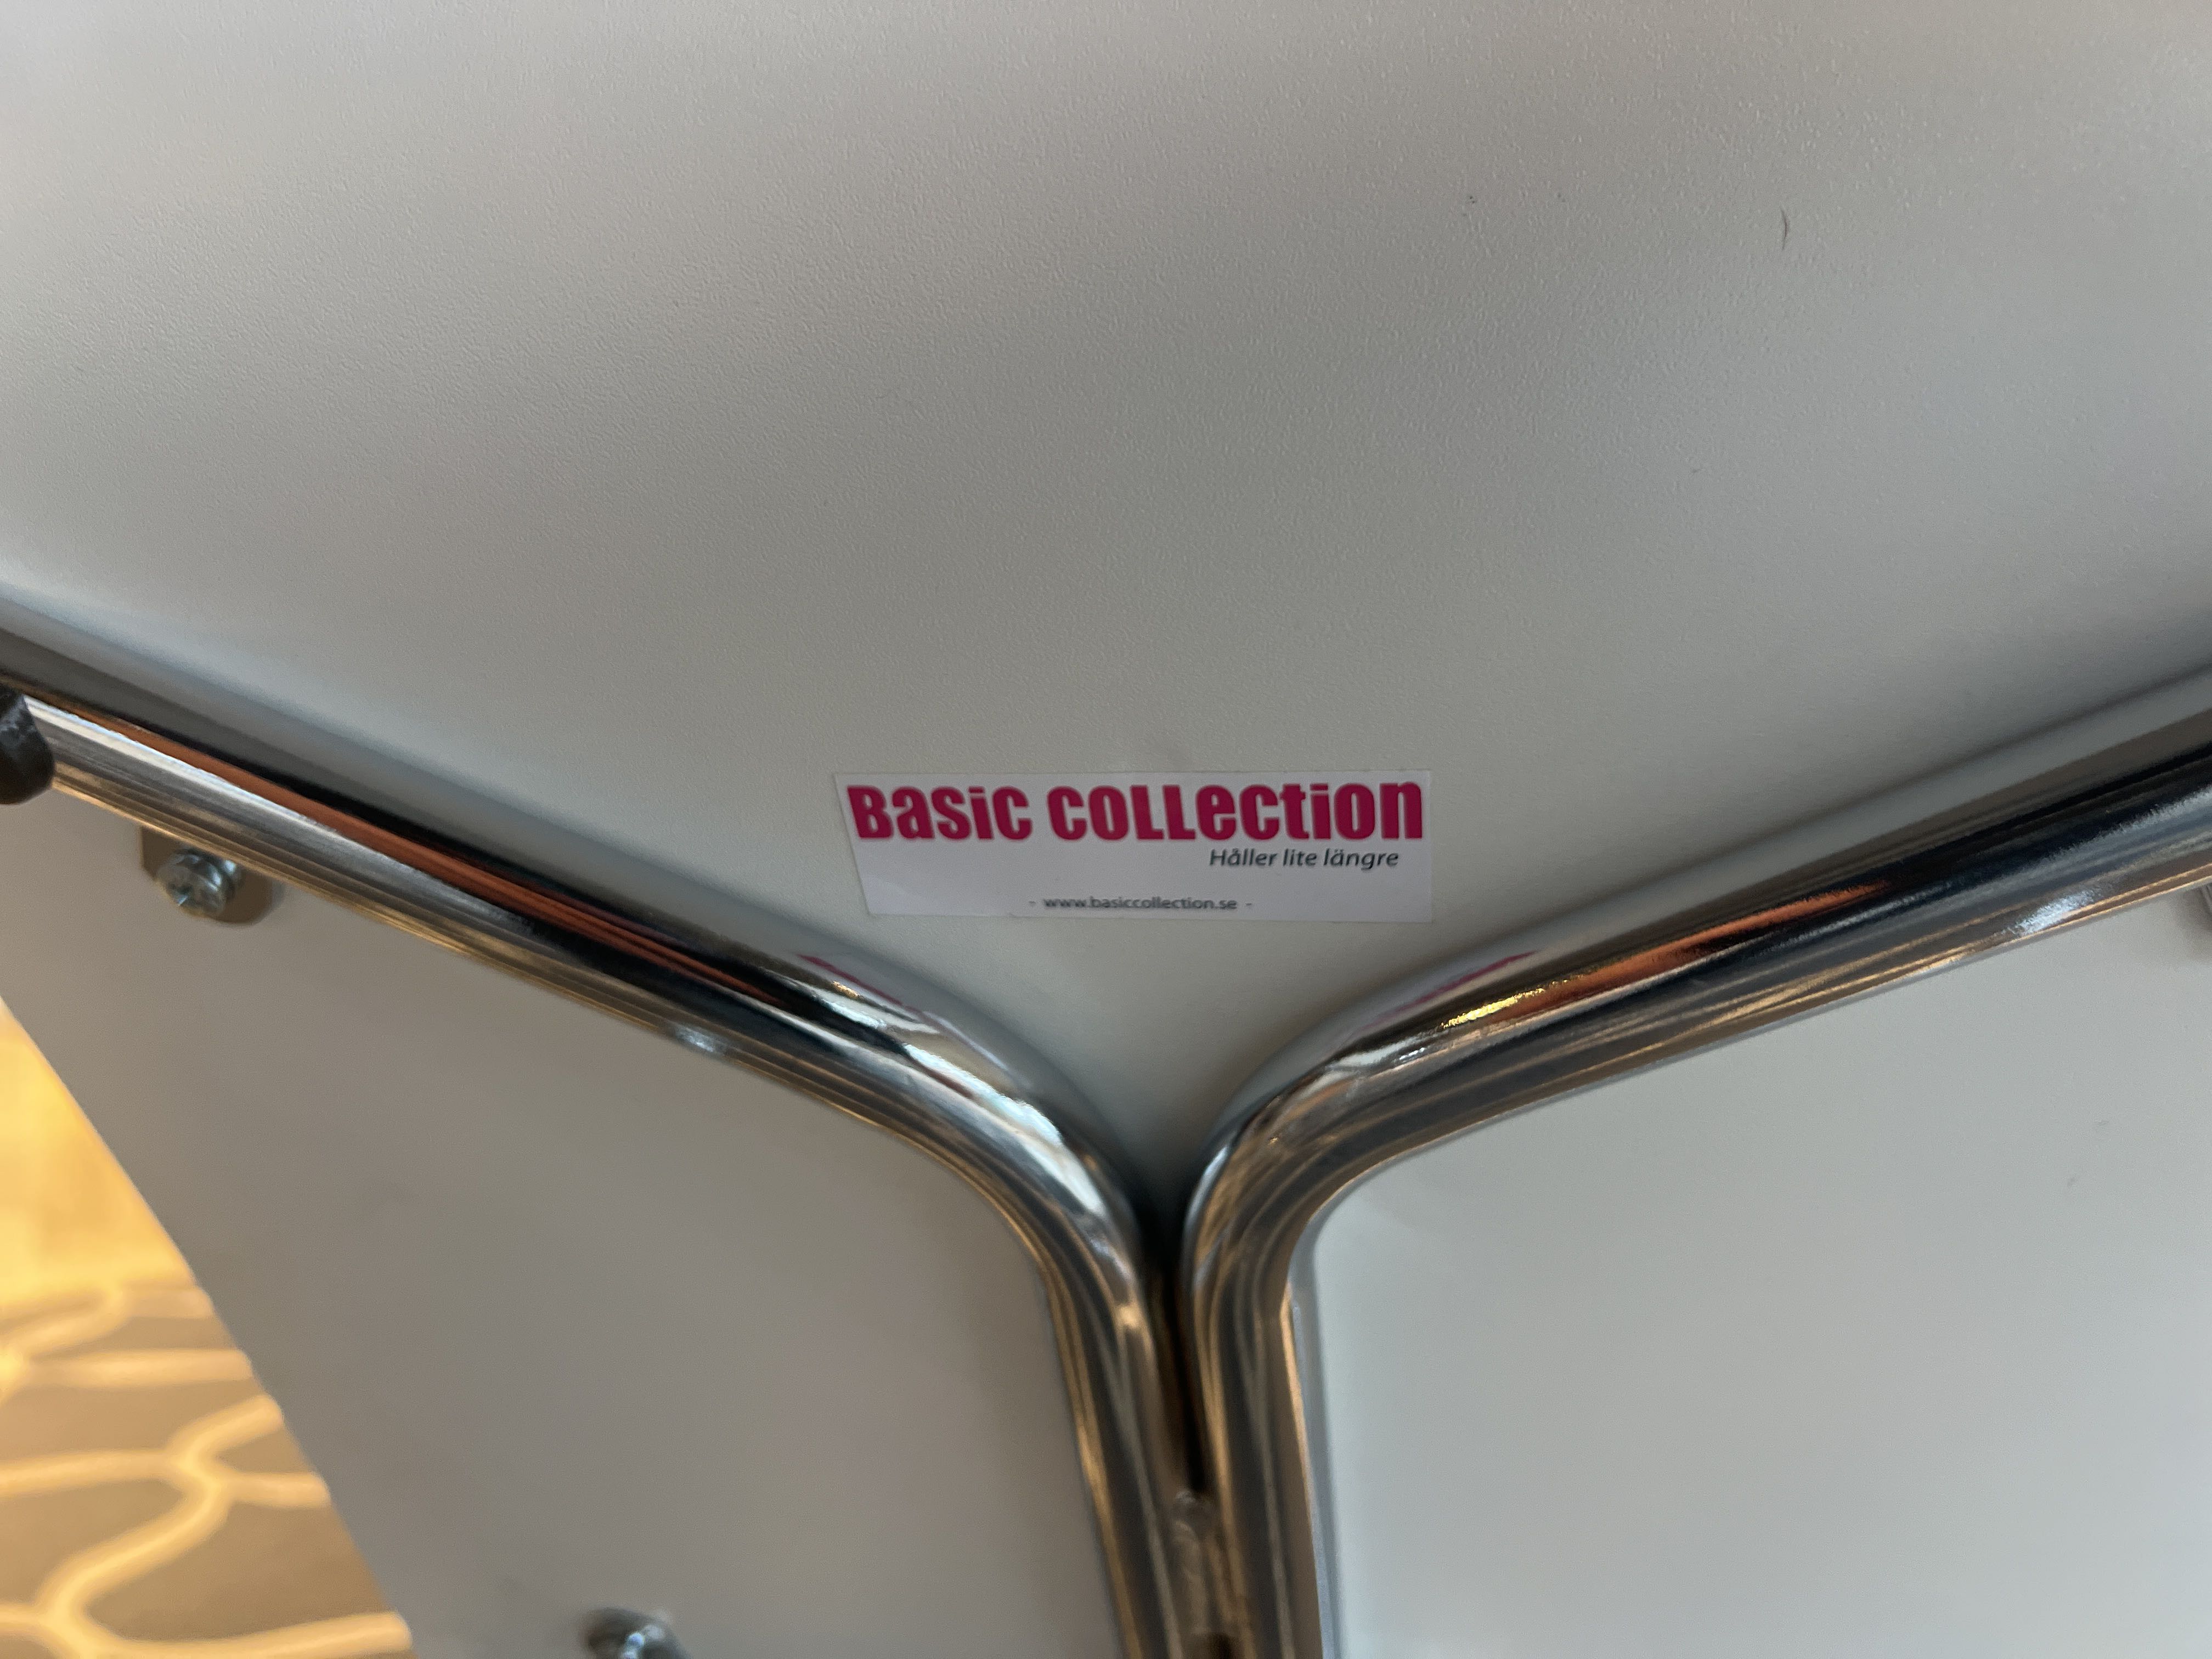 Basic COLLection
Håller lite längre
- www.basiccollection.se -